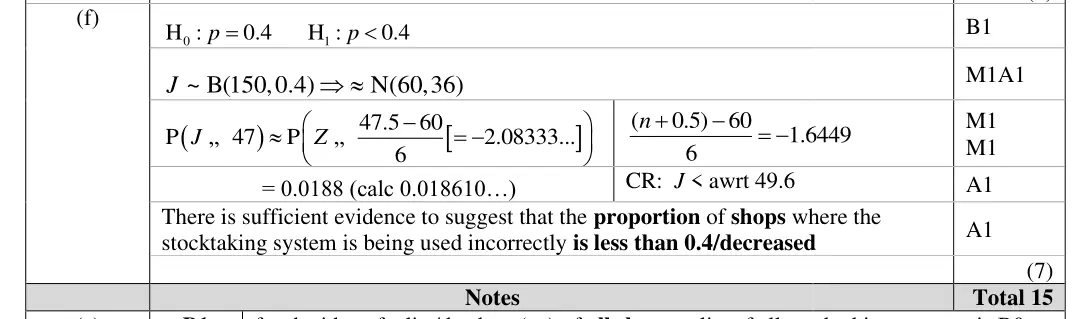 (f)
H₀ : p = 0.4 H₁ : p < 0.4 B1
J ~ B(150, 0.4) ⇒ ≈ N(60, 36) M1A1
P(J ,, 47) ≈ P(Z ,, (47.5 − 60)/6 [= −2.08333...]) ((n + 0.5) − 60)/6 = −1.6449 M1 M1
= 0.0188 (calc 0.018610…) CR: J < awrt 49.6 A1
There is sufficient evidence to suggest that the proportion of shops where the
stocktaking system is being used incorrectly is less than 0.4/decreased A1
(7)
Notes Total 15